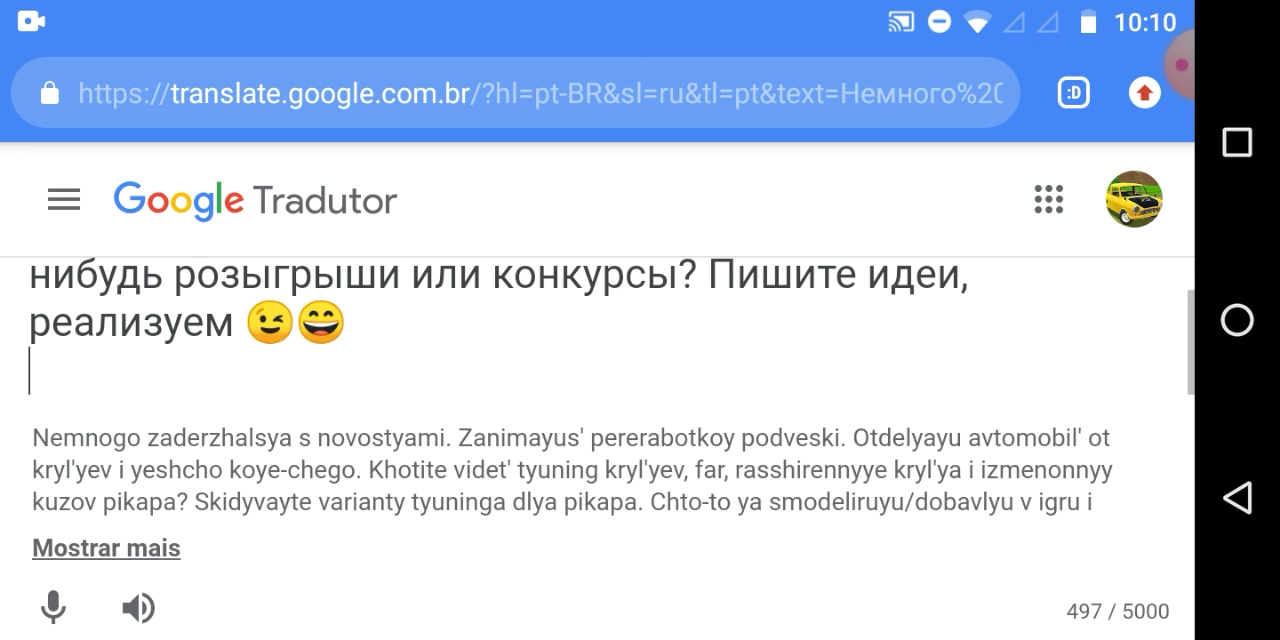 10:10
https://translate.google.com.br/?hl=pt-BR&sl=ru&tl=pt&text=Немного%20
:D
Google Tradutor
нибудь розыгрыши или конкурсы? Пишите идеи,
реализуем 😉😄
Nemnogo zaderzhalsya s novostyami. Zanimayus' pererabotkoy podveski. Otdelyayu avtomobil' ot
kryl'yev i yeshcho koye-chego. Khotite videt' tyuning kryl'yev, far, rasshirennyye kryl'ya i izmenonnyy
kuzov pikapa? Skidyvayte varianty tyuninga dlya pikapa. Chto-to ya smodeliruyu/dobavlyu v igru i
Mostrar mais
497 / 5000